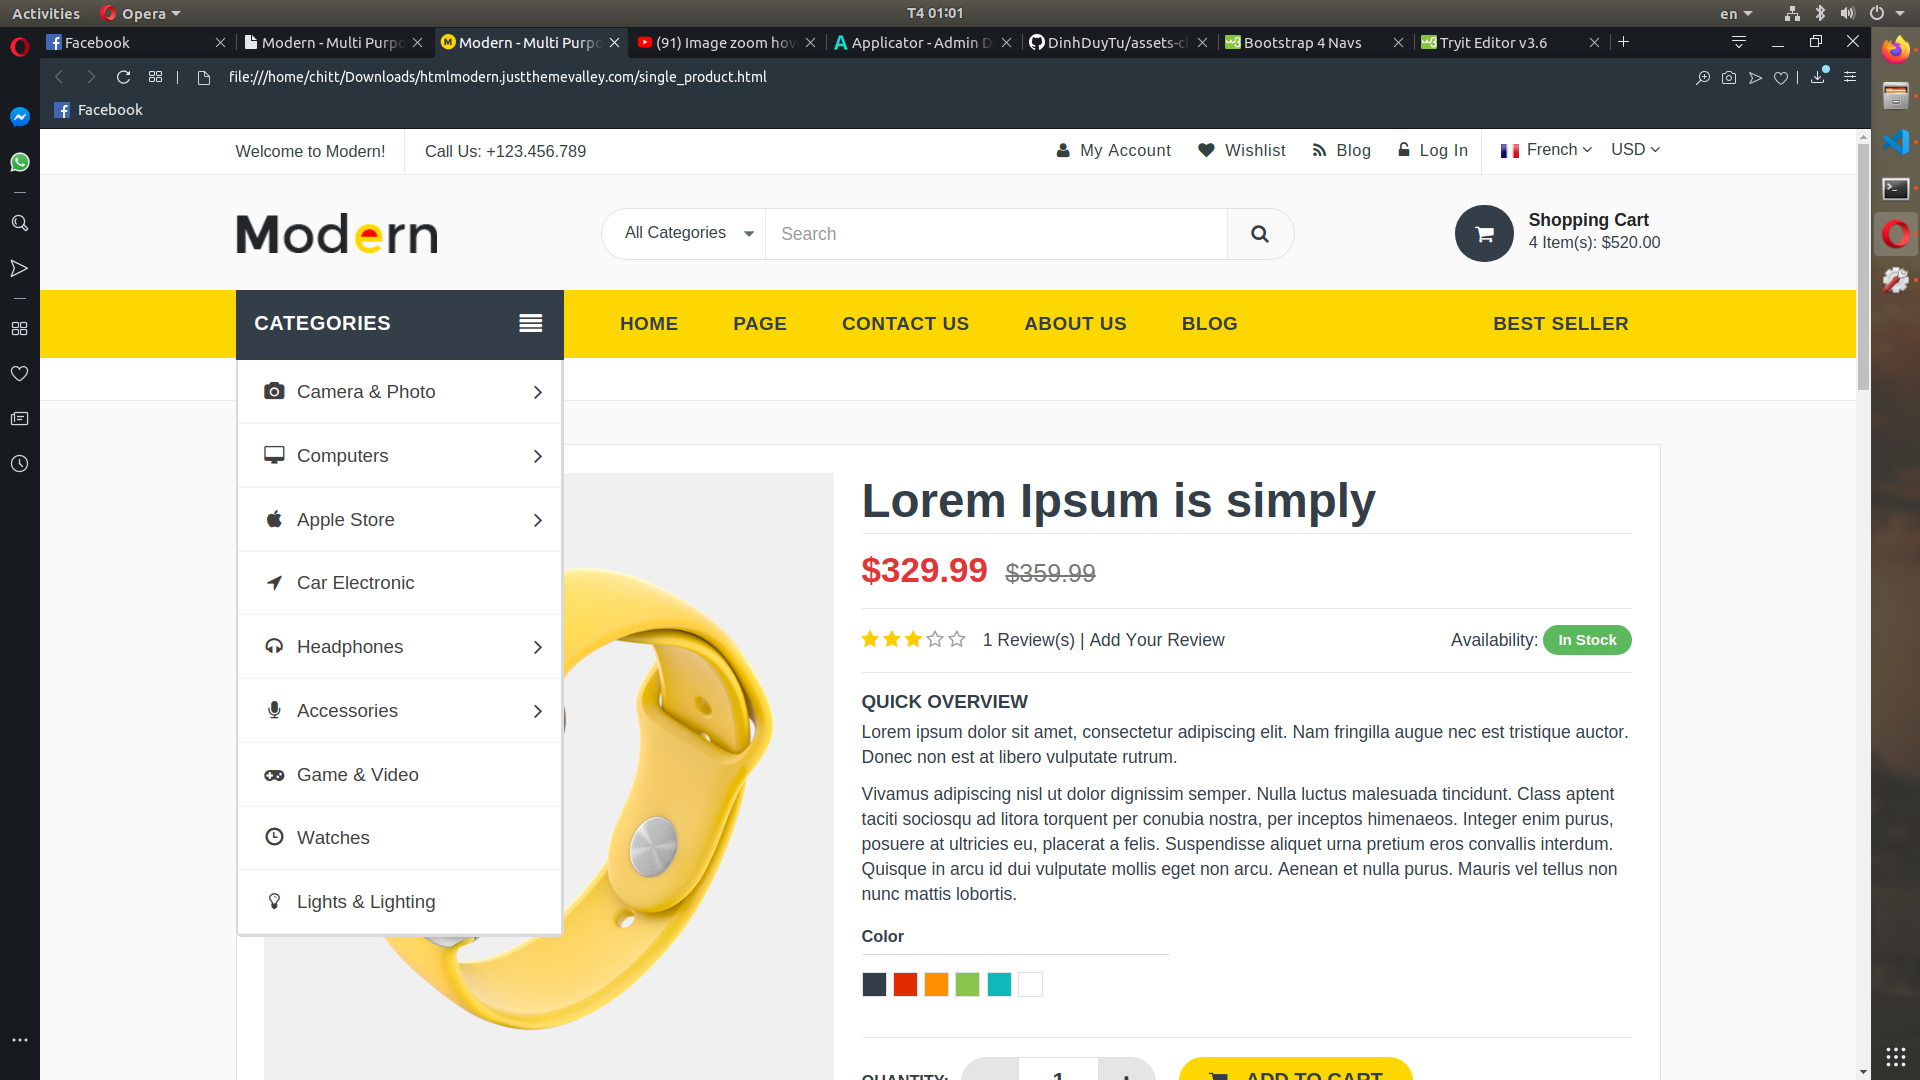 Activities Opera T4 01:01 en
Facebook Modern - Multi Purpo Modern - Multi Purpo (91) Image zoom hov Applicator - Admin D DinhDuyTu/assets-cl Bootstrap 4 Navs Tryit Editor v3.6
file:///home/chitt/Downloads/htmlmodern.justthemevalley.com/single_product.html
Facebook
Welcome to Modern! Call Us: +123.456.789 My Account Wishlist Blog Log In French USD
Modern All Categories Search Shopping Cart
4 Item(s): $520.00
CATEGORIES HOME PAGE CONTACT US ABOUT US BLOG BEST SELLER
Camera & Photo
Computers
Apple Store
Car Electronic
Headphones
Accessories
Game & Video
Watches
Lights & Lighting
Lorem Ipsum is simply
$329.99 $359.99
1 Review(s) | Add Your Review Availability: In Stock
QUICK OVERVIEW
Lorem ipsum dolor sit amet, consectetur adipiscing elit. Nam fringilla augue nec est tristique auctor.
Donec non est at libero vulputate rutrum.
Vivamus adipiscing nisl ut dolor dignissim semper. Nulla luctus malesuada tincidunt. Class aptent
taciti sociosqu ad litora torquent per conubia nostra, per inceptos himenaeos. Integer enim purus,
posuere at ultricies eu, placerat a felis. Suspendisse aliquet urna pretium eros convallis interdum.
Quisque in arcu id dui vulputate mollis eget non arcu. Aenean et nulla purus. Mauris vel tellus non
nunc mattis lobortis.
Color
QUANTITY: 1 + ADD TO CART